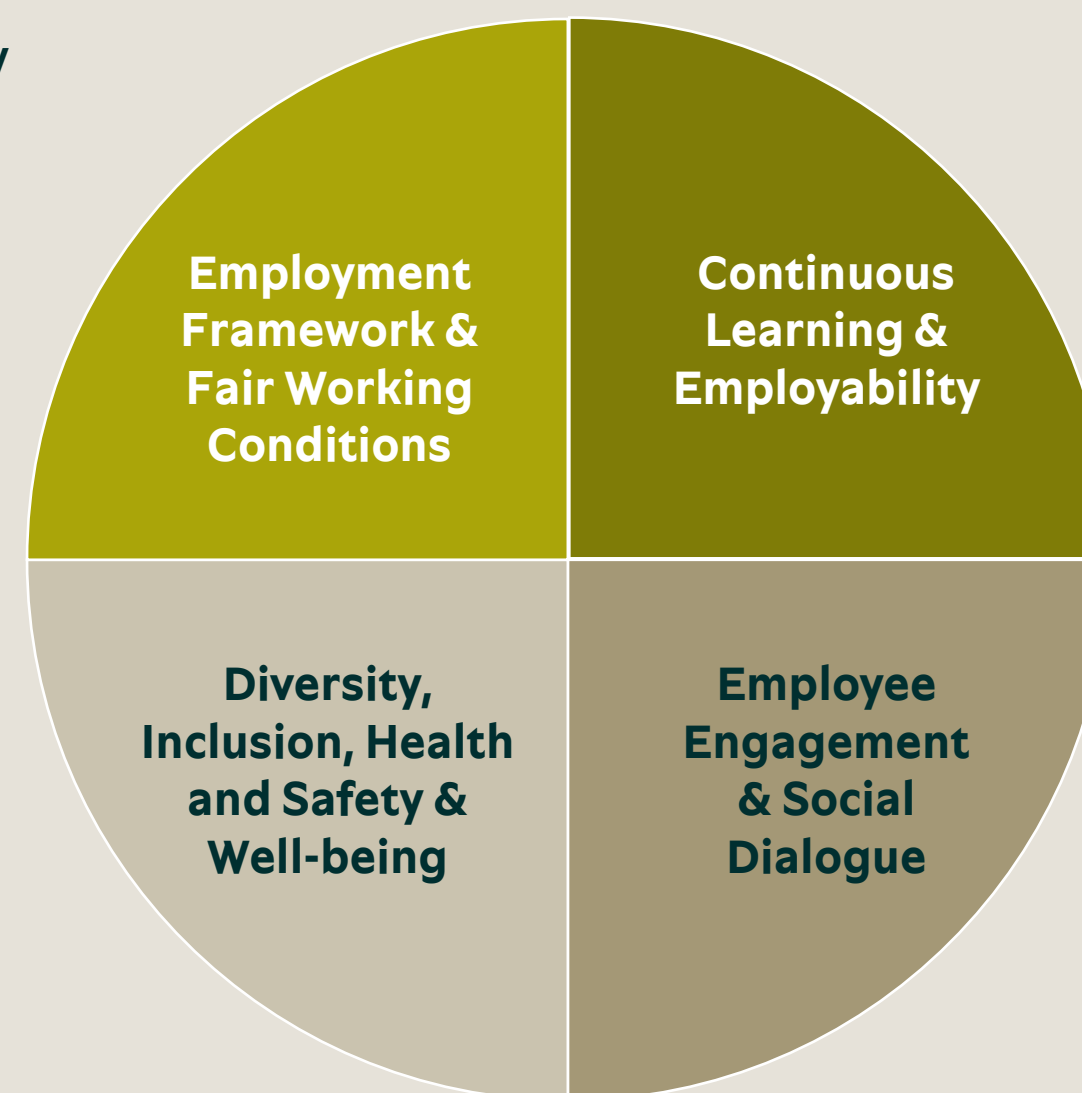 Employment
Framework &
Fair Working
Conditions
Continuous
Learning &
Employability
Diversity,
Inclusion, Health
and Safety &
Well-being
Employee
Engagement
& Social
Dialogue